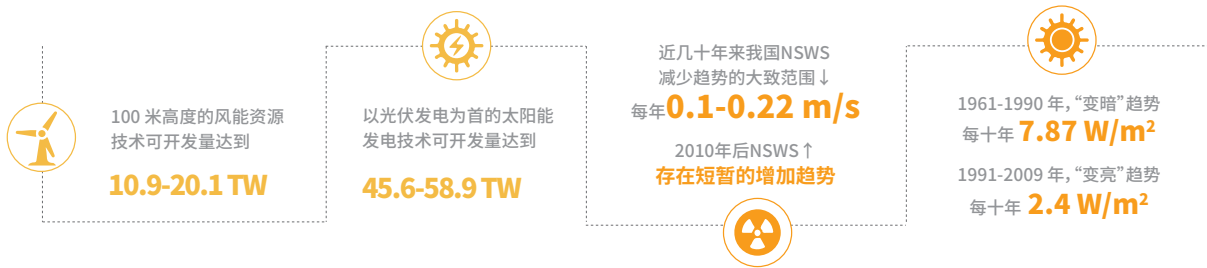 100 米高度的风能资源
技术可开发量达到
10.9-20.1 TW
以光伏发电为首的太阳能
发电技术可开发量达到
45.6-58.9 TW
近几十年来我国NSWS
减少趋势的大致范围↓
每年0.1-0.22 m/s
2010年后NSWS↑
存在短暂的增加趋势
1961-1990 年，“变暗”趋势
每十年 7.87 W/m²
1991-2009 年，“变亮”趋势
每十年 2.4 W/m²